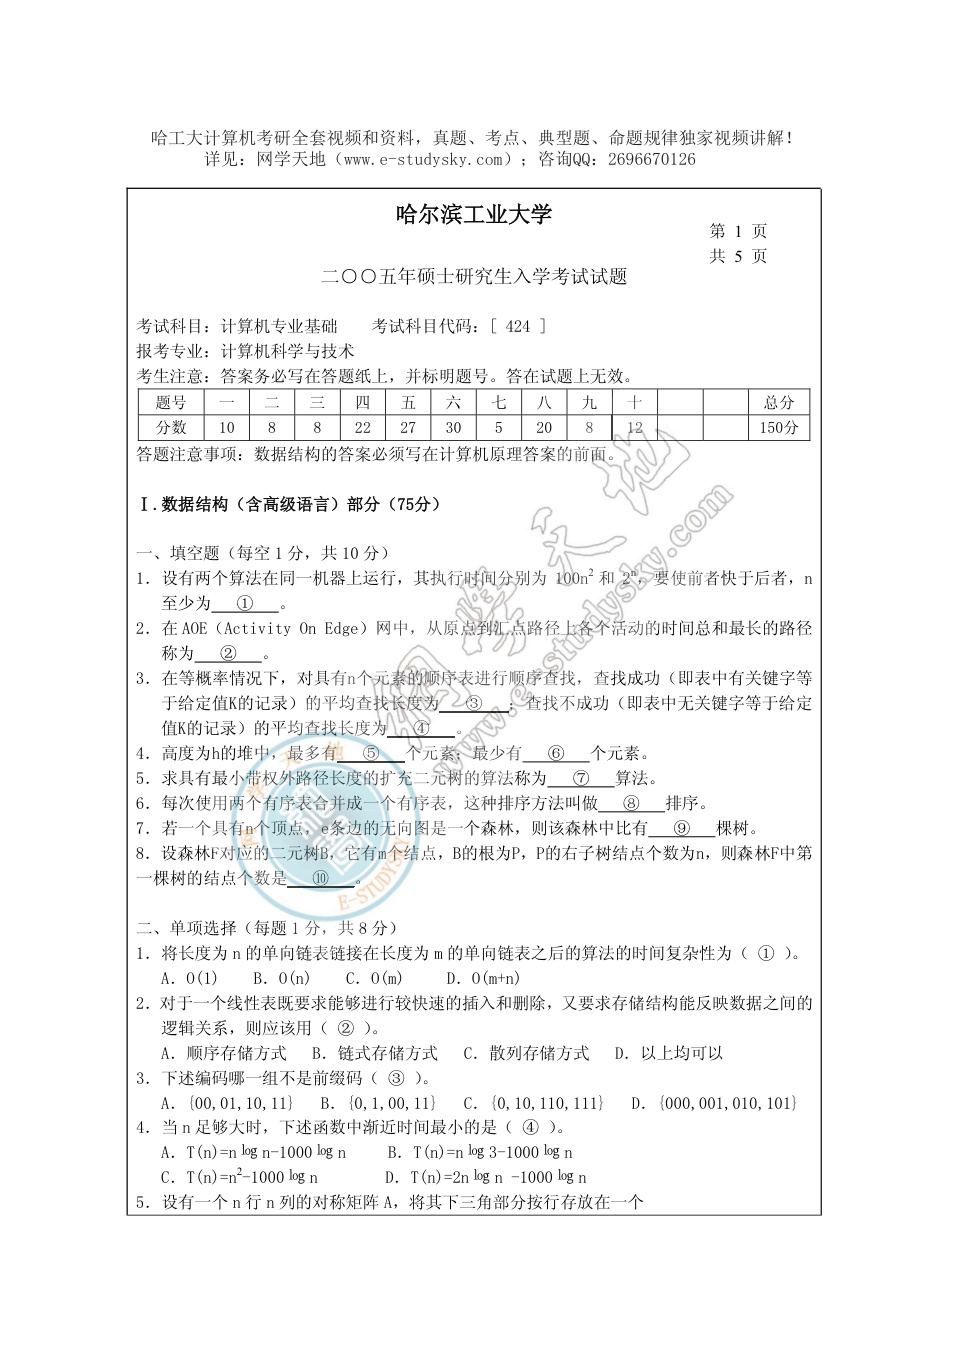 哈工大计算机考研全套视频和资料，真题、考点、典型题、命题规律独家视频讲解！
详见：网学天地（www.e-studysky.com）；咨询QQ：2696670126
哈尔滨工业大学
第 1 页
共 5 页
二〇〇五年硕士研究生入学考试试题
考试科目：计算机专业基础 考试科目代码：[ 424 ]
报考专业：计算机科学与技术
考生注意：答案务必写在答题纸上，并标明题号。答在试题上无效。
题号 一 二 三 四 五 六 七 八 九 十 总分
分数 10 8 8 22 27 30 5 20 8 12 150分
答题注意事项：数据结构的答案必须写在计算机原理答案的前面。
Ⅰ.数据结构（含高级语言）部分（75分）
一、填空题（每空 1 分，共 10 分）
1．设有两个算法在同一机器上运行，其执行时间分别为 100n² 和 2ⁿ，要使前者快于后者，n
至少为 ① 。
2．在 AOE（Activity On Edge）网中，从原点到汇点路径上各个活动的时间总和最长的路径
称为 ② 。
3．在等概率情况下，对具有n个元素的顺序表进行顺序查找，查找成功（即表中有关键字等
于给定值K的记录）的平均查找长度为 ③ ；查找不成功（即表中无关键字等于给定
值K的记录）的平均查找长度为 ④ 。
4．高度为h的堆中，最多有 ⑤ 个元素；最少有 ⑥ 个元素。
5．求具有最小带权外路径长度的扩充二元树的算法称为 ⑦ 算法。
6．每次使用两个有序表合并成一个有序表，这种排序方法叫做 ⑧ 排序。
7．若一个具有n个顶点，e条边的无向图是一个森林，则该森林中比有 ⑨ 棵树。
8．设森林F对应的二元树B，它有m个结点，B的根为P，P的右子树结点个数为n，则森林F中第
一棵树的结点个数是 ⑩ 。
二、单项选择（每题 1 分，共 8 分）
1．将长度为 n 的单向链表链接在长度为 m 的单向链表之后的算法的时间复杂性为（ ① ）。
A．O(1) B．O(n) C．O(m) D．O(m+n)
2．对于一个线性表既要求能够进行较快速的插入和删除，又要求存储结构能反映数据之间的
逻辑关系，则应该用（ ② ）。
A．顺序存储方式 B．链式存储方式 C．散列存储方式 D．以上均可以
3．下述编码哪一组不是前缀码（ ③ ）。
A．{00,01,10,11} B．{0,1,00,11} C．{0,10,110,111} D．{000,001,010,101}
4．当 n 足够大时，下述函数中渐近时间最小的是（ ④ ）。
A．T(n)=n log n-1000 log n B．T(n)=n log 3-1000 log n
C．T(n)=n²-1000 log n D．T(n)=2n log n -1000 log n
5．设有一个 n 行 n 列的对称矩阵 A，将其下三角部分按行存放在一个
网学天地
www.e-studysky.com
网学天地
E-STUDYSKY